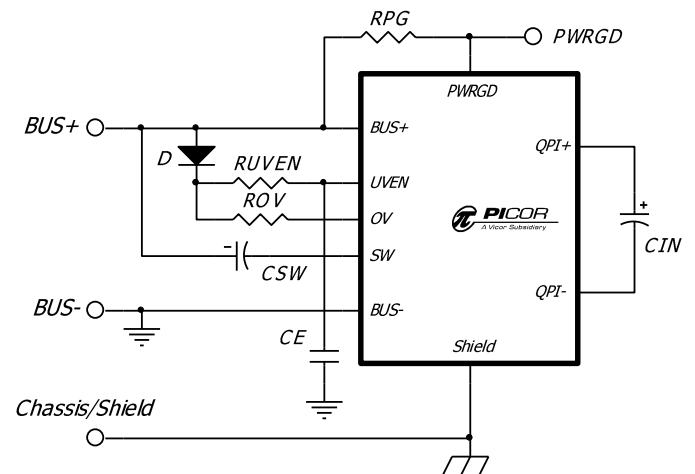 RPG
PWRGD
PWRGD
BUS+
BUS+
D
RUVEN
UVEN
ROV
OV
QPI+
PICOR
A Vicor Subsidiary
+
CIN
-
CSW
SW
BUS-
BUS-
QPI-
CE
Shield
Chassis/Shield